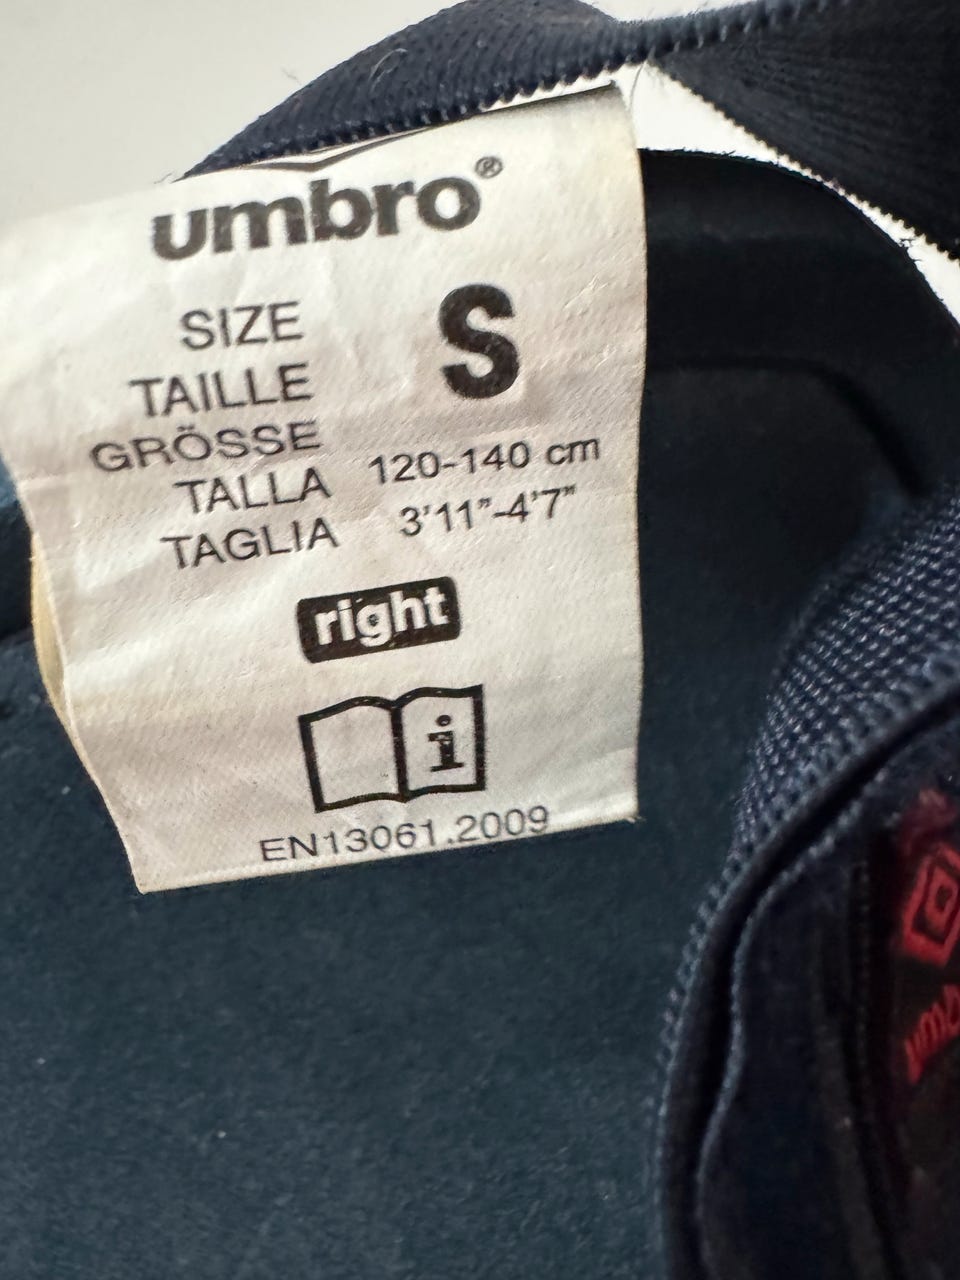 umbro®
SIZE
TAILLE
GRÖSSE
TALLA
TAGLIA
S
120-140 cm
3'11"-4'7"
right
i
EN13061.2009